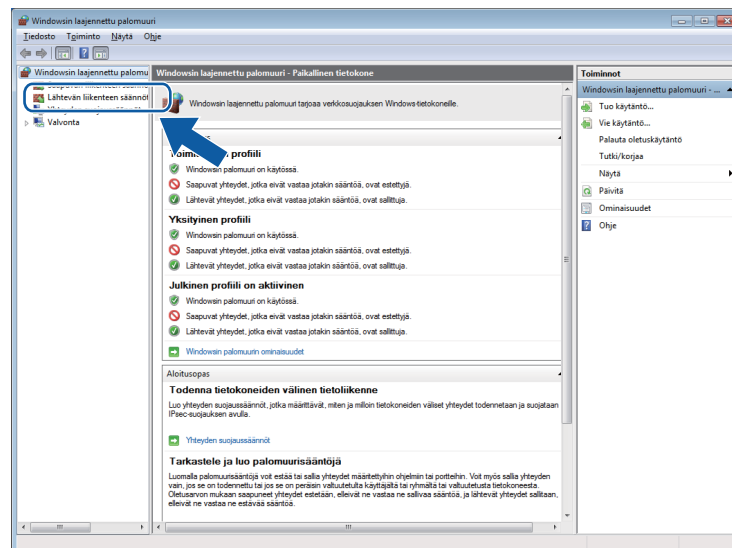 Windowsin laajennettu palomuuri
Tiedosto Toiminto Näytä Ohje
Windowsin laajennettu palomu
Lähtevän liikenteen säännöt
Valvonta
Windowsin laajennettu palomuuri - Paikallinen tietokone
Windowsin laajennettu palomuuri tarjoaa verkkosuojauksen Windows-tietokoneille.
profiili
Windowsin palomuuri on käytössä.
Saapuvat yhteydet, jotka eivät vastaa jotakin sääntöä, ovat estettyjä.
Lähtevät yhteydet, jotka eivät vastaa jotakin sääntöä, ovat sallittuja.
Yksityinen profiili
Windowsin palomuuri on käytössä.
Saapuvat yhteydet, jotka eivät vastaa jotakin sääntöä, ovat estettyjä.
Lähtevät yhteydet, jotka eivät vastaa jotakin sääntöä, ovat sallittuja.
Julkinen profiili on aktiivinen
Windowsin palomuuri on käytössä.
Saapuvat yhteydet, jotka eivät vastaa jotakin sääntöä, ovat estettyjä.
Lähtevät yhteydet, jotka eivät vastaa jotakin sääntöä, ovat sallittuja.
Windowsin palomuurin ominaisuudet
Aloitusopas
Todenna tietokoneiden välinen tietoliikenne
Luo yhteyden suojaussäännöt, jotka määrittävät, miten ja milloin tietokoneiden väliset yhteydet todennetaan ja suojataan
IPsec-suojauksen avulla.
Yhteyden suojaussäännöt
Tarkastele ja luo palomuurisääntöjä
Luomalla palomuurisääntöjä voit estää tai sallia yhteydet määritettyihin ohjelmiin tai portteihin. Voit myös sallia yhteyden
vain, jos se on todennettu tai jos se on peräisin valtuutetulta käyttäjältä tai ryhmältä tai valtuutetusta tietokoneesta.
Oletusarvon mukaan saapuneet yhteydet estetään, elleivät ne vastaa sallivaa sääntöä, ja lähtevät yhteydet sallitaan,
elleivät ne vastaa estävää sääntöä.
Toiminnot
Windowsin laajennettu palomuuri - ...
Tuo käytäntö...
Vie käytäntö...
Palauta oletuskäytäntö
Tutki/korjaa
Näytä
Päivitä
Ominaisuudet
Ohje